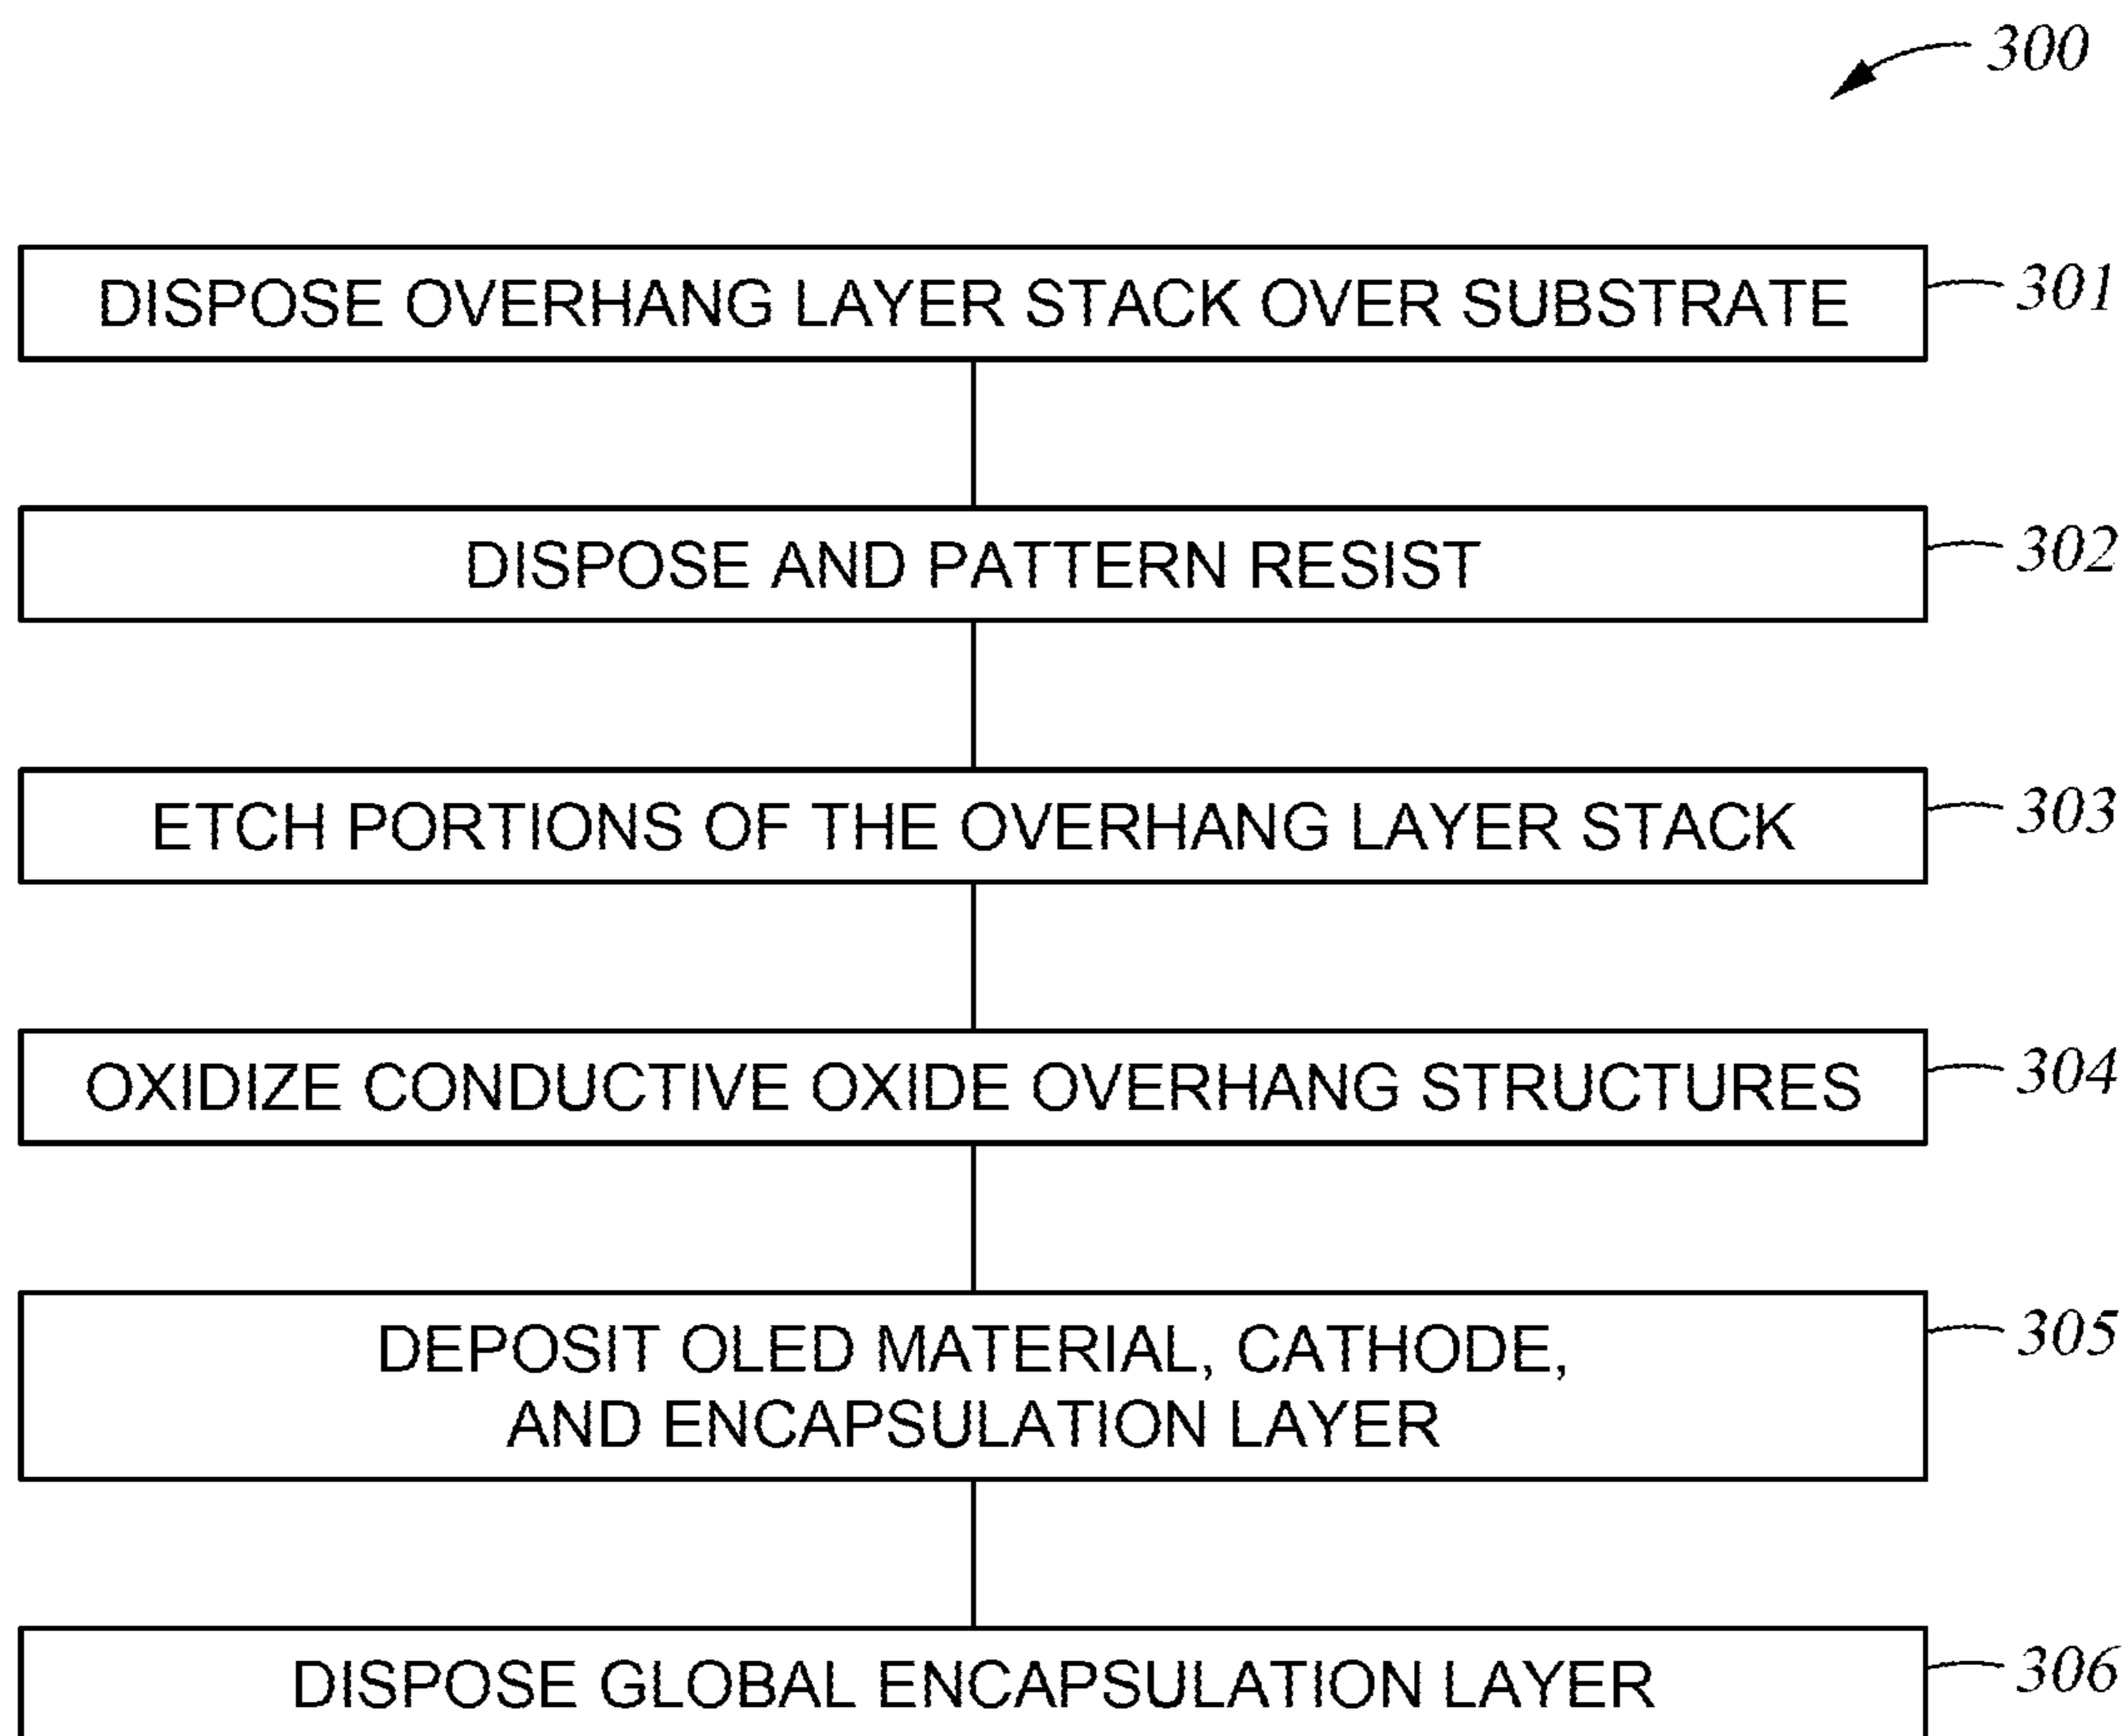 300
DISPOSE OVERHANG LAYER STACK OVER SUBSTRATE 301
DISPOSE AND PATTERN RESIST 302
ETCH PORTIONS OF THE OVERHANG LAYER STACK 303
OXIDIZE CONDUCTIVE OXIDE OVERHANG STRUCTURES 304
DEPOSIT OLED MATERIAL, CATHODE, 305
AND ENCAPSULATION LAYER
DISPOSE GLOBAL ENCAPSULATION LAYER 306